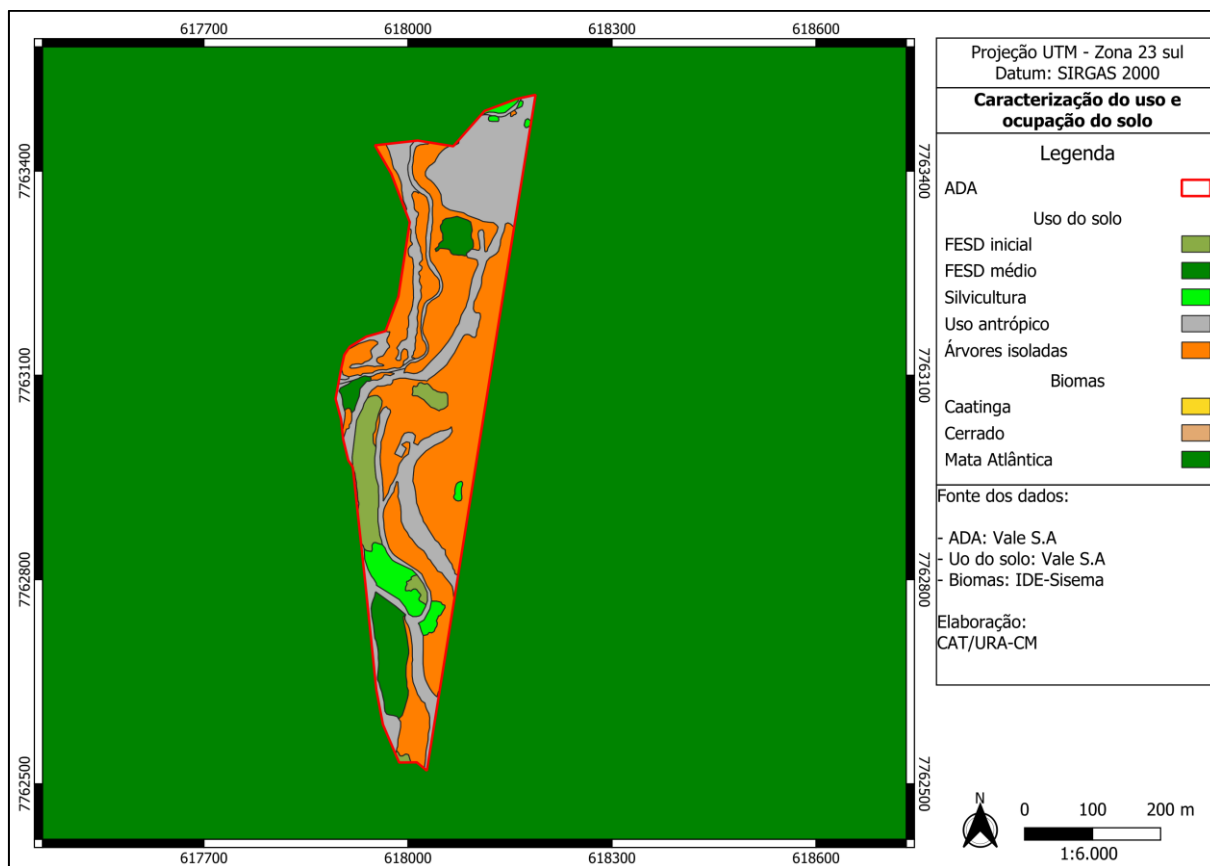 617700 618000 618300 618600
7763400
7763100
7762800
7762500
7763400
7763100
7762800
7762500
617700 618000 618300 618600
Projeção UTM - Zona 23 sul
Datum: SIRGAS 2000
Caracterização do uso e
ocupação do solo
Legenda
ADA
Uso do solo
FESD inicial
FESD médio
Silvicultura
Uso antrópico
Árvores isoladas
Biomas
Caatinga
Cerrado
Mata Atlântica
Fonte dos dados:
- ADA: Vale S.A
- Uo do solo: Vale S.A
- Biomas: IDE-Sisema
Elaboração:
CAT/URA-CM
N
0 100 200 m
1:6.000